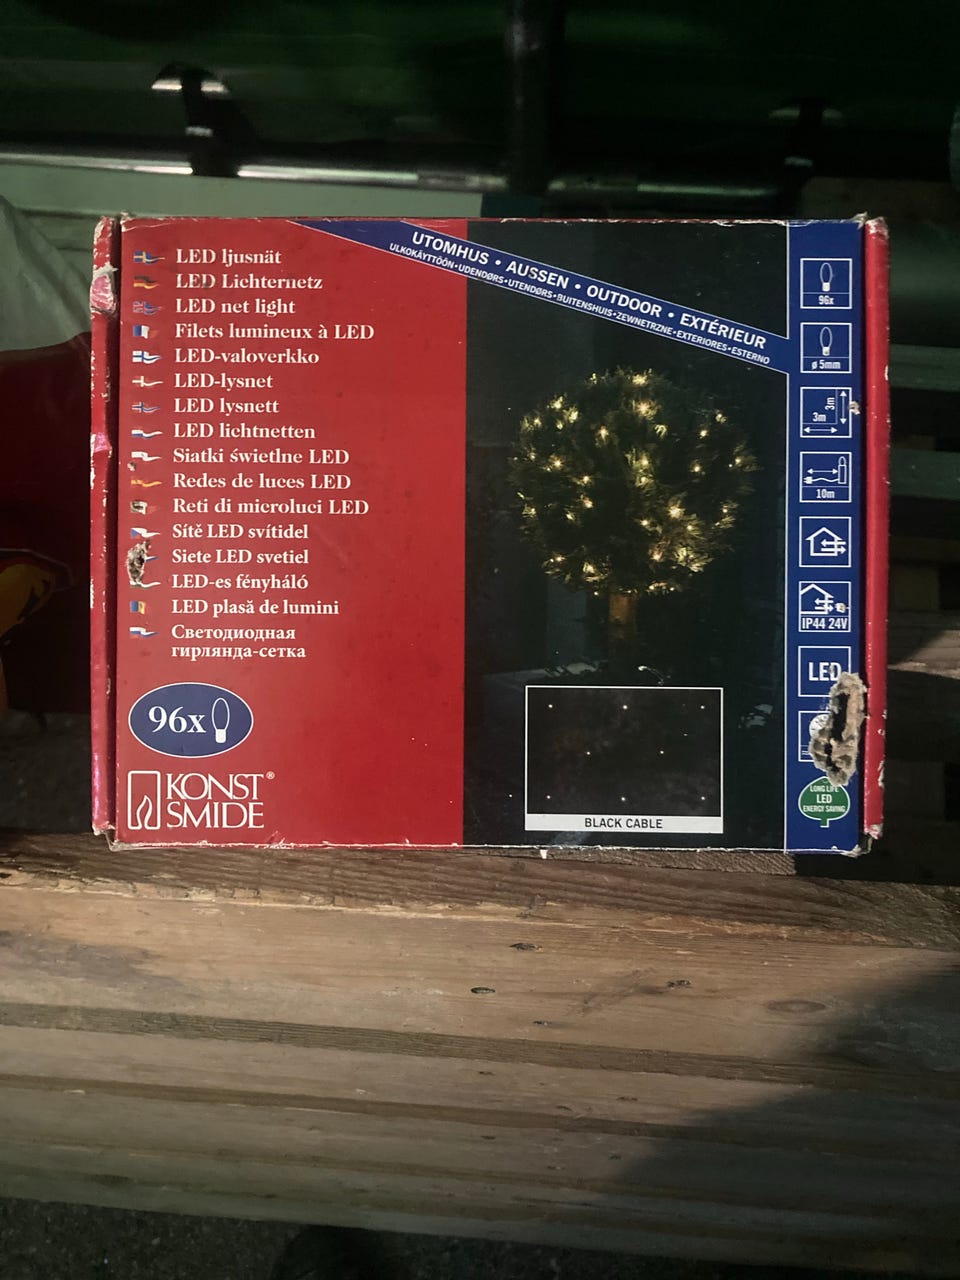 LED ljusnät
LED Lichternetz
LED net light
Filets lumineux à LED
LED-valoverkko
LED-lysnet
LED lysnett
LED lichtnetten
Siatki świetlne LED
Redes de luces LED
Reti di microluci LED
Sítě LED svítidel
Siete LED svetiel
LED-es fényháló
LED plasă de lumini
Светодиодная
гирлянда-сетка
96x
KONST®
SMIDE
UTOMHUS • AUSSEN • OUTDOOR • EXTÉRIEUR
ULKOKÄYTTÖÖN•UDENDØRS•UTENDØRS•BUITENSHUIS•ZEWNETRZNE•EXTERIORES•ESTERNO
BLACK CABLE
96x
ø 5mm
3m
3m
10m
IP44 24V
LED
LONG LIFE
LED
ENERGY SAVING